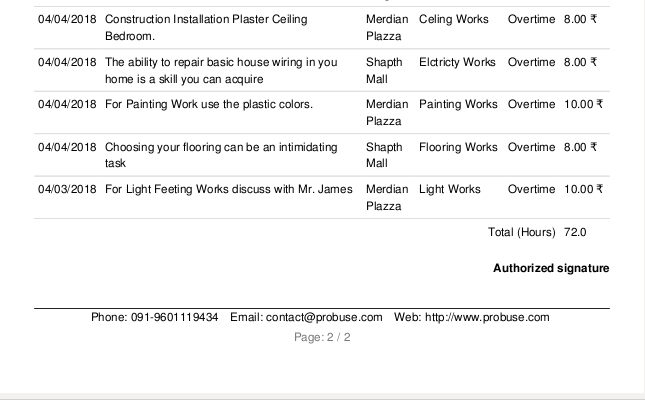 04/04/2018 Construction Installation Plaster Ceiling Merdian Celing Works Overtime 8.00 ₹
Bedroom. Plazza
04/04/2018 The ability to repair basic house wiring in you Shapth Elctricty Works Overtime 8.00 ₹
home is a skill you can acquire Mall
04/04/2018 For Painting Work use the plastic colors. Merdian Painting Works Overtime 10.00 ₹
Plazza
04/04/2018 Choosing your flooring can be an intimidating Shapth Flooring Works Overtime 8.00 ₹
task Mall
04/03/2018 For Light Feeting Works discuss with Mr. James Merdian Light Works Overtime 10.00 ₹
Plazza
Total (Hours) 72.0
Authorized signature
Phone: 091-9601119434 Email: contact@probuse.com Web: http://www.probuse.com
Page: 2 / 2